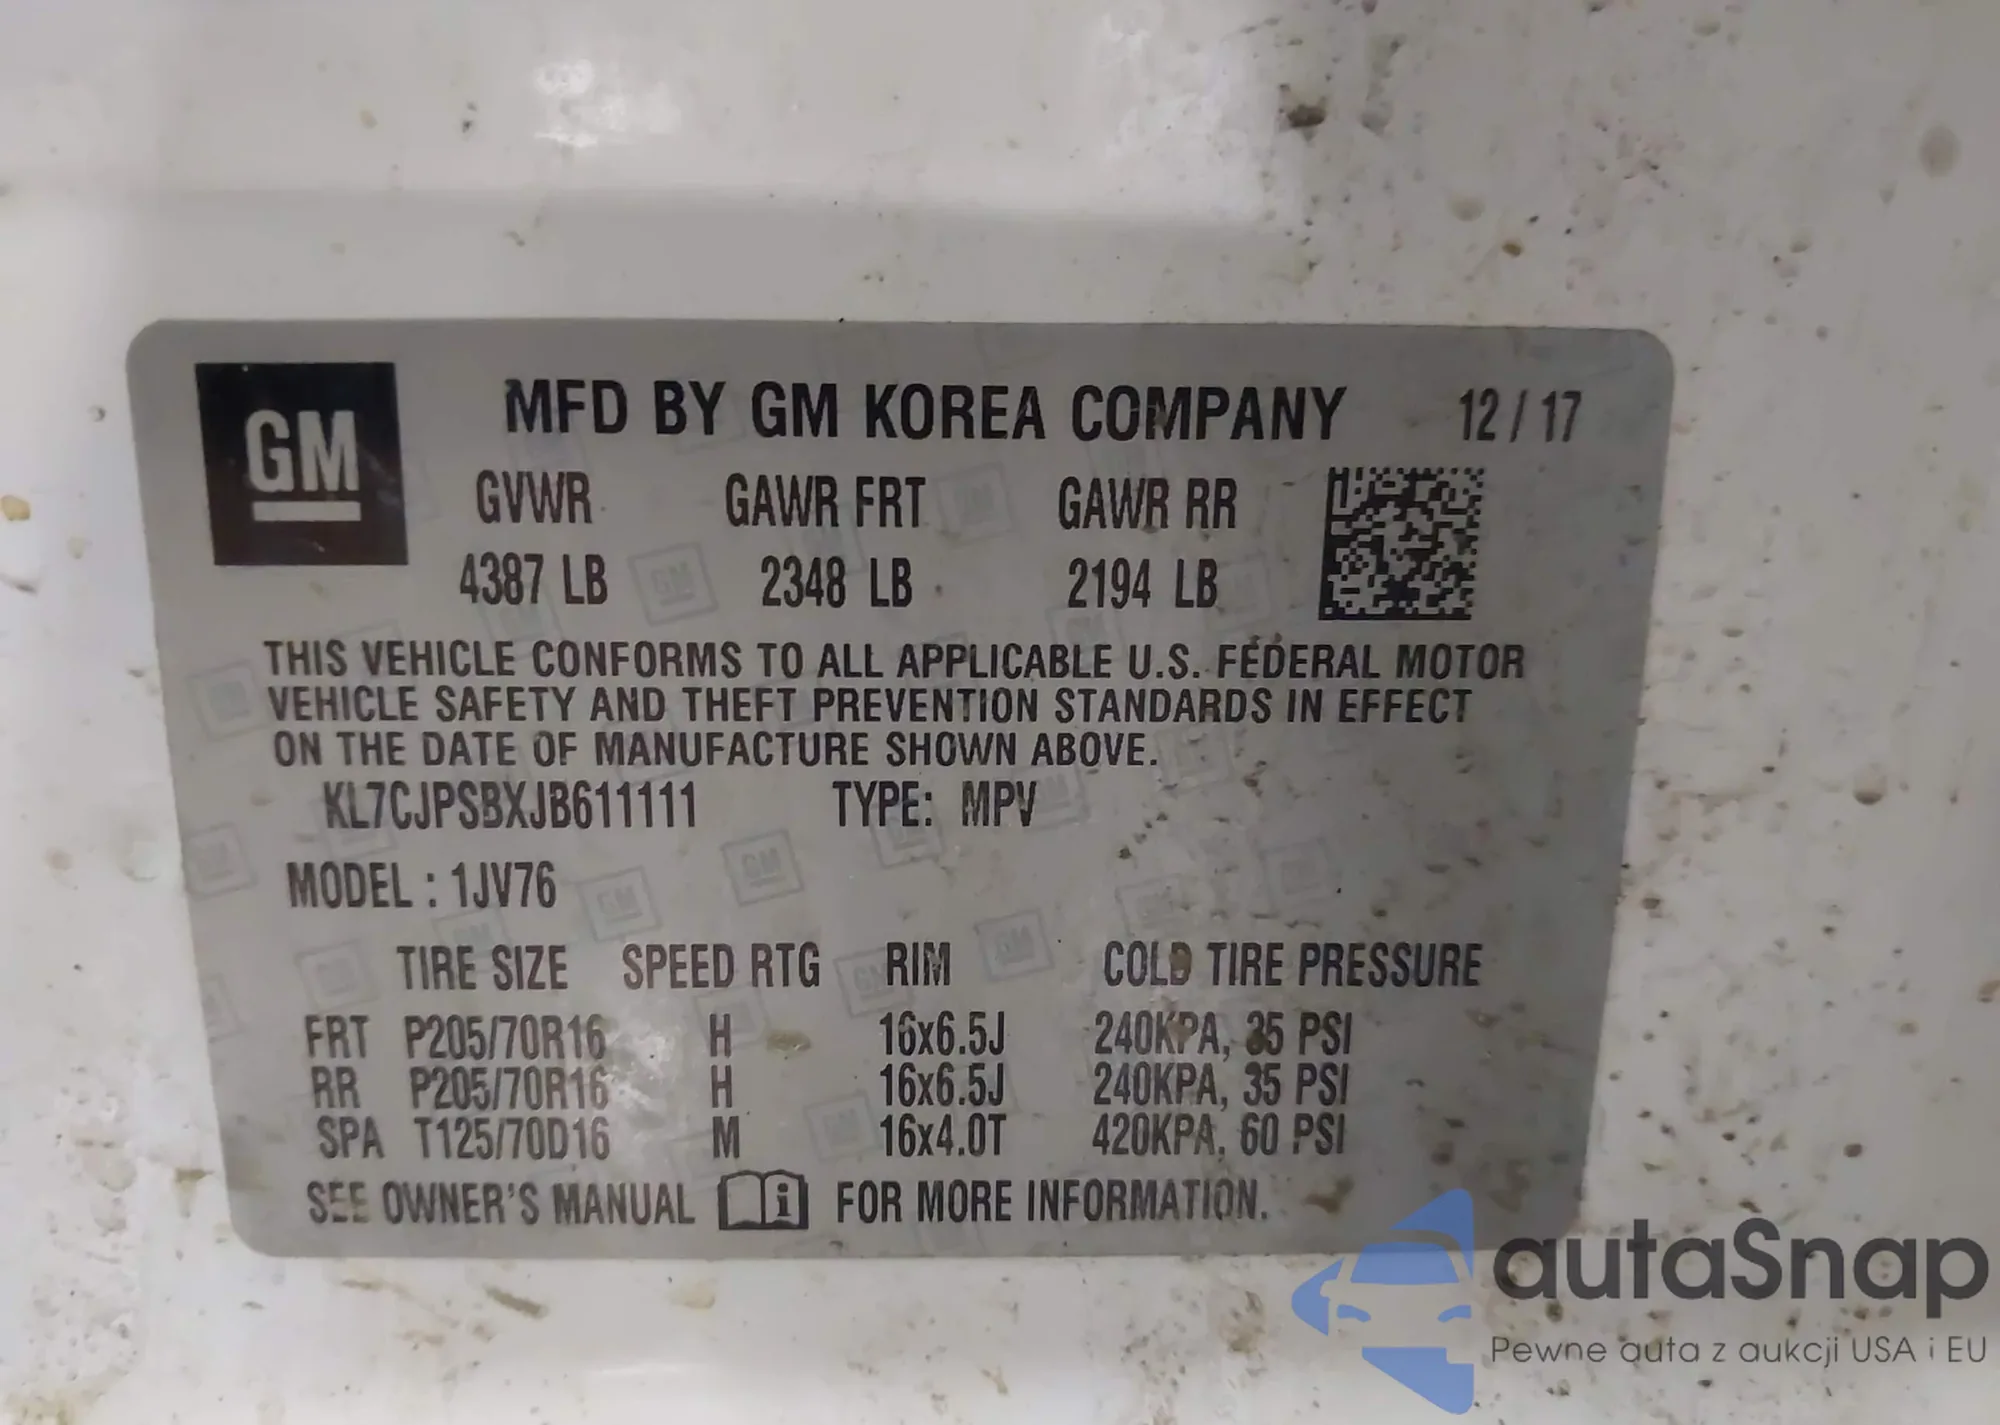 GM
MFD BY GM KOREA COMPANY 12 / 17
GVWR GAWR FRT GAWR RR
4387 LB 2348 LB 2194 LB
THIS VEHICLE CONFORMS TO ALL APPLICABLE U.S. FEDERAL MOTOR
VEHICLE SAFETY AND THEFT PREVENTION STANDARDS IN EFFECT
ON THE DATE OF MANUFACTURE SHOWN ABOVE.
KL7CJPSBXJB611111 TYPE: MPV
MODEL : 1JV76
TIRE SIZE SPEED RTG RIM COLD TIRE PRESSURE
FRT P205/70R16 H 16x6.5J 240KPA, 35 PSI
RR P205/70R16 H 16x6.5J 240KPA, 35 PSI
SPA T125/70D16 M 16x4.0T 420KPA, 60 PSI
SEE OWNER'S MANUAL i FOR MORE INFORMATION.
autaSnap
Pewne auta z aukcji USA i EU